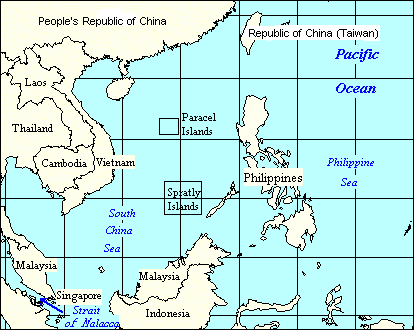 People's Republic of China
Republic of China (Taiwan)
Pacific
Ocean
Laos
Paracel
Islands
Thailand
Cambodia
Vietnam
Philippine
Sea
Philippines
Spratly
Islands
South
China
Sea
Malaysia
Malaysia
Singapore
Indonesia
Strait
of Malacca